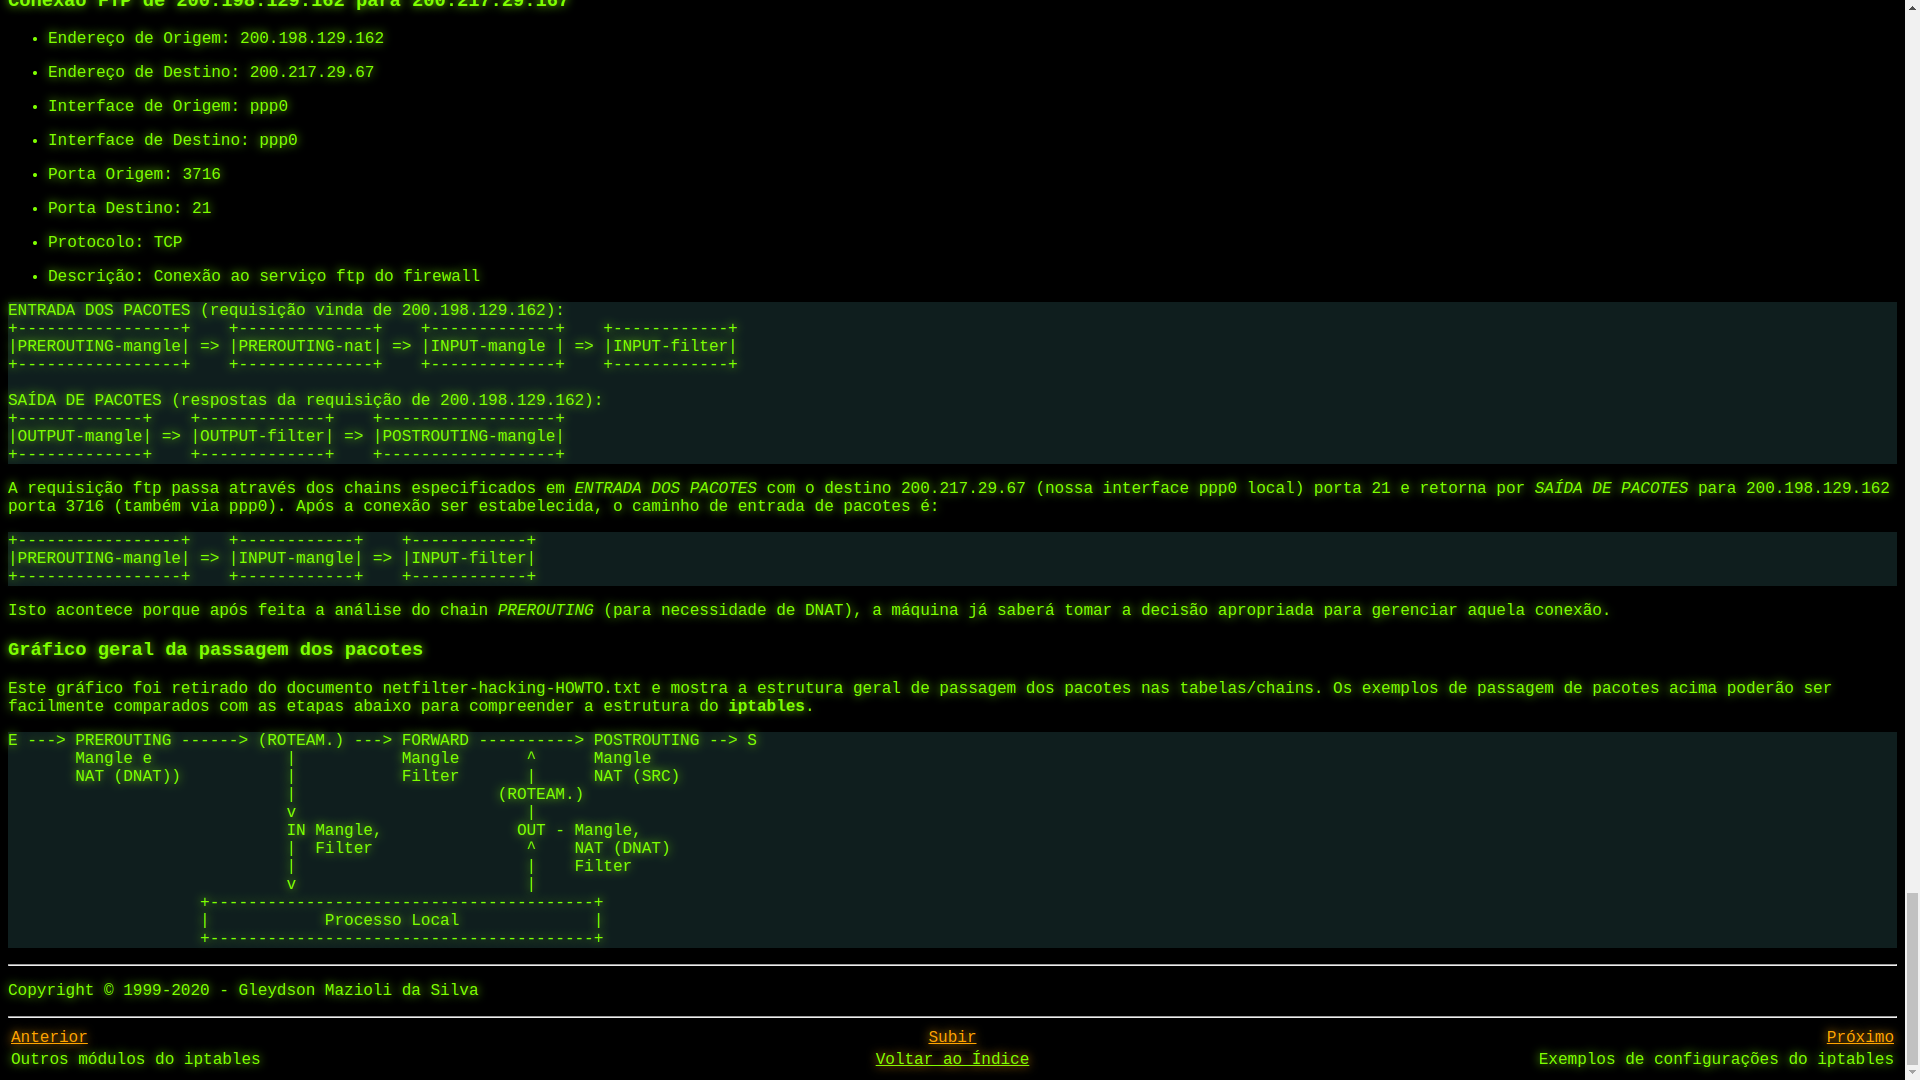 Conexão FTP de 200.198.129.162 para 200.217.29.167
• Endereço de Origem: 200.198.129.162
• Endereço de Destino: 200.217.29.67
• Interface de Origem: ppp0
• Interface de Destino: ppp0
• Porta Origem: 3716
• Porta Destino: 21
• Protocolo: TCP
• Descrição: Conexão ao serviço ftp do firewall
ENTRADA DOS PACOTES (requisição vinda de 200.198.129.162):
+-----------------+    +--------------+    +-------------+    +------------+
|PREROUTING-mangle| => |PREROUTING-nat| => |INPUT-mangle | => |INPUT-filter|
+-----------------+    +--------------+    +-------------+    +------------+
SAÍDA DE PACOTES (respostas da requisição de 200.198.129.162):
+-------------+    +-------------+    +------------------+
|OUTPUT-mangle| => |OUTPUT-filter| => |POSTROUTING-mangle|
+-------------+    +-------------+    +------------------+
A requisição ftp passa através dos chains especificados em ENTRADA DOS PACOTES com o destino 200.217.29.67 (nossa interface ppp0 local) porta 21 e retorna por SAÍDA DE PACOTES para 200.198.129.162
porta 3716 (também via ppp0). Após a conexão ser estabelecida, o caminho de entrada de pacotes é:
+-----------------+    +------------+    +------------+
|PREROUTING-mangle| => |INPUT-mangle| => |INPUT-filter|
+-----------------+    +------------+    +------------+
Isto acontece porque após feita a análise do chain PREROUTING (para necessidade de DNAT), a máquina já saberá tomar a decisão apropriada para gerenciar aquela conexão.
Gráfico geral da passagem dos pacotes
Este gráfico foi retirado do documento netfilter-hacking-HOWTO.txt e mostra a estrutura geral de passagem dos pacotes nas tabelas/chains. Os exemplos de passagem de pacotes acima poderão ser
facilmente comparados com as etapas abaixo para compreender a estrutura do iptables.
E ---> PREROUTING ------> (ROTEAM.) ---> FORWARD ----------> POSTROUTING --> S
       Mangle e              |           Mangle       ^      Mangle
       NAT (DNAT))           |           Filter       |      NAT (SRC)
                             |                     (ROTEAM.)
                             v                        |
                             IN Mangle,              OUT - Mangle,
                             |  Filter                ^    NAT (DNAT)
                             |                        |    Filter
                             v                        |
                    +----------------------------------------+
                    |            Processo Local              |
                    +----------------------------------------+
Copyright © 1999-2020 - Gleydson Mazioli da Silva
Anterior Subir Próximo
Outros módulos do iptables Voltar ao Índice Exemplos de configurações do iptables